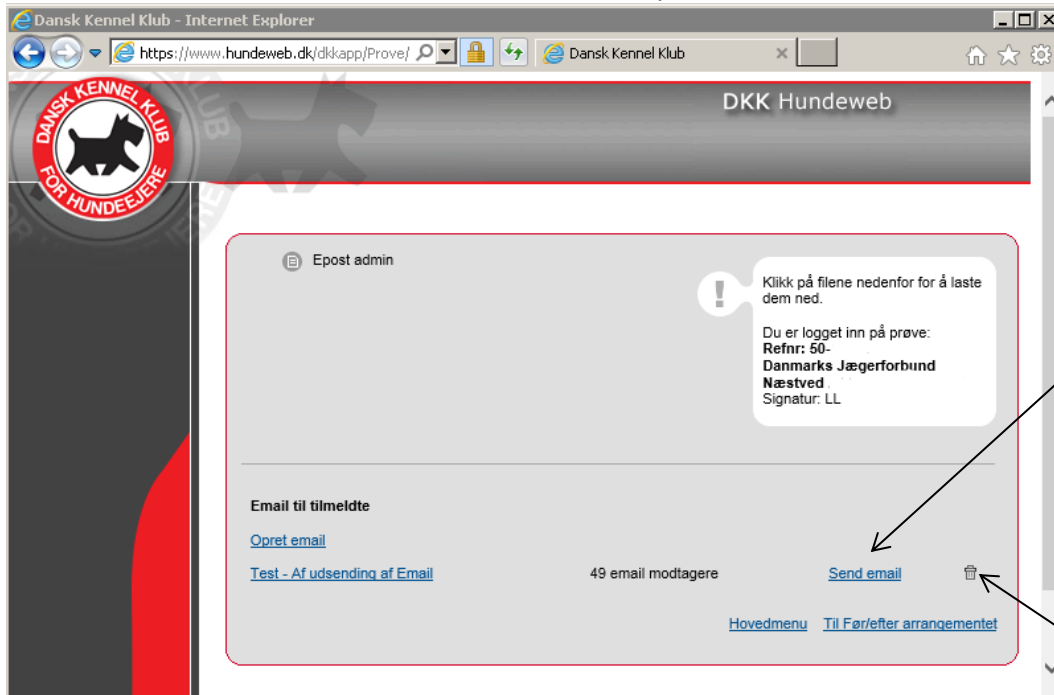 Dansk Kennel Klub - Internet Explorer
https://www.hundeweb.dk/dkkapp/Prove/
Dansk Kennel Klub
DANSK KENNEL KLUB
FOR HUNDEEJERE
DKK Hundeweb
Epost admin
!
Klikk på filene nedenfor for å laste
dem ned.
Du er logget inn på prøve:
Refnr: 50-
Danmarks Jægerforbund
Næstved
Signatur: LL
Email til tilmeldte
Opret email
Test - Af udsending af Email 49 email modtagere Send email
Hovedmenu Til Før/efter arrangementet